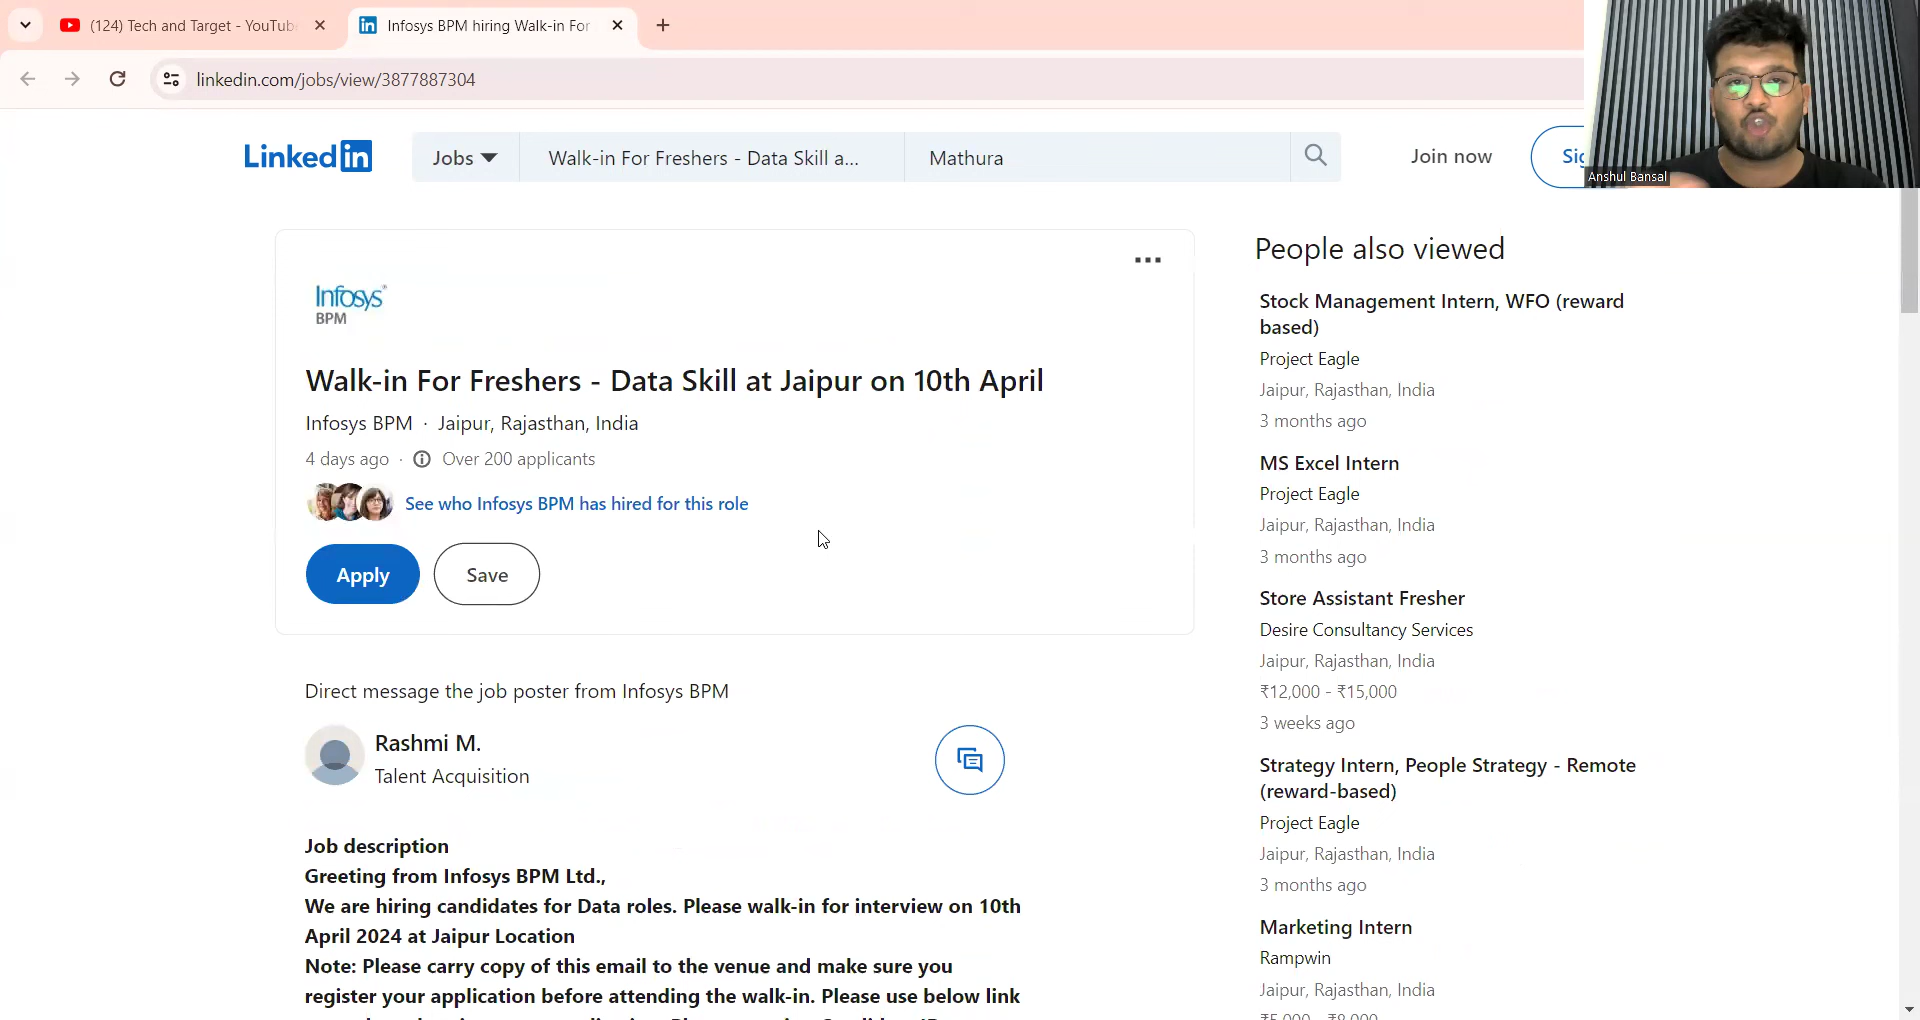 (124) Tech and Target - YouTub
Infosys BPM hiring Walk-in For
linkedin.com/jobs/view/3877887304
Anshul Bansal
Linked in
Jobs
Walk-in For Freshers - Data Skill a...
Mathura
Join now
Infosys
BPM
Walk-in For Freshers - Data Skill at Jaipur on 10th April
Infosys BPM · Jaipur, Rajasthan, India
4 days ago · Over 200 applicants
See who Infosys BPM has hired for this role
Apply
Save
Direct message the job poster from Infosys BPM
Rashmi M.
Talent Acquisition
Job description
Greeting from Infosys BPM Ltd.,
We are hiring candidates for Data roles. Please walk-in for interview on 10th
April 2024 at Jaipur Location
Note: Please carry copy of this email to the venue and make sure you
register your application before attending the walk-in. Please use below link
People also viewed
Stock Management Intern, WFO (reward
based)
Project Eagle
Jaipur, Rajasthan, India
3 months ago
MS Excel Intern
Project Eagle
Jaipur, Rajasthan, India
3 months ago
Store Assistant Fresher
Desire Consultancy Services
Jaipur, Rajasthan, India
₹12,000 - ₹15,000
3 weeks ago
Strategy Intern, People Strategy - Remote
(reward-based)
Project Eagle
Jaipur, Rajasthan, India
3 months ago
Marketing Intern
Rampwin
Jaipur, Rajasthan, India
₹5,000 - ₹8,000